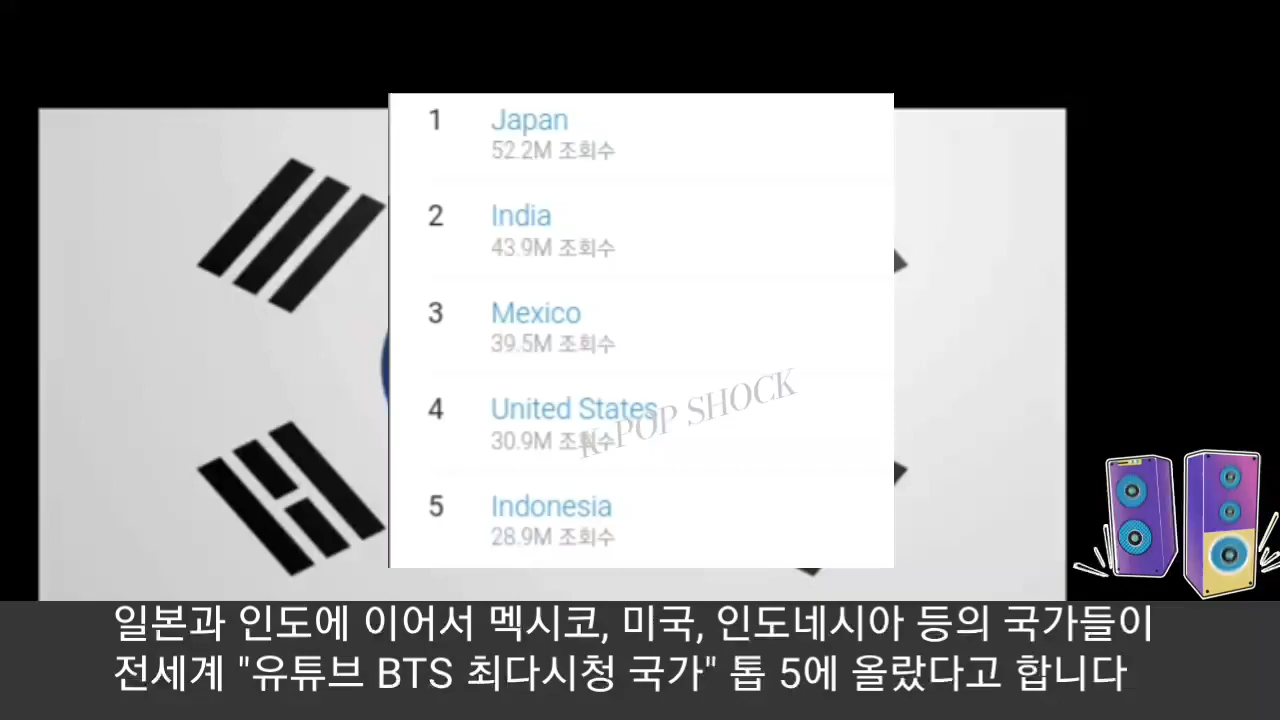 1 Japan
52.2M 조회수
2 India
43.9M 조회수
3 Mexico
39.5M 조회수
4 United States
30.9M 조회수
K-POP SHOCK
5 Indonesia
28.9M 조회수
일본과 인도에 이어서 멕시코, 미국, 인도네시아 등의 국가들이
전세계 "유튜브 BTS 최다시청 국가" 톱 5에 올랐다고 합니다